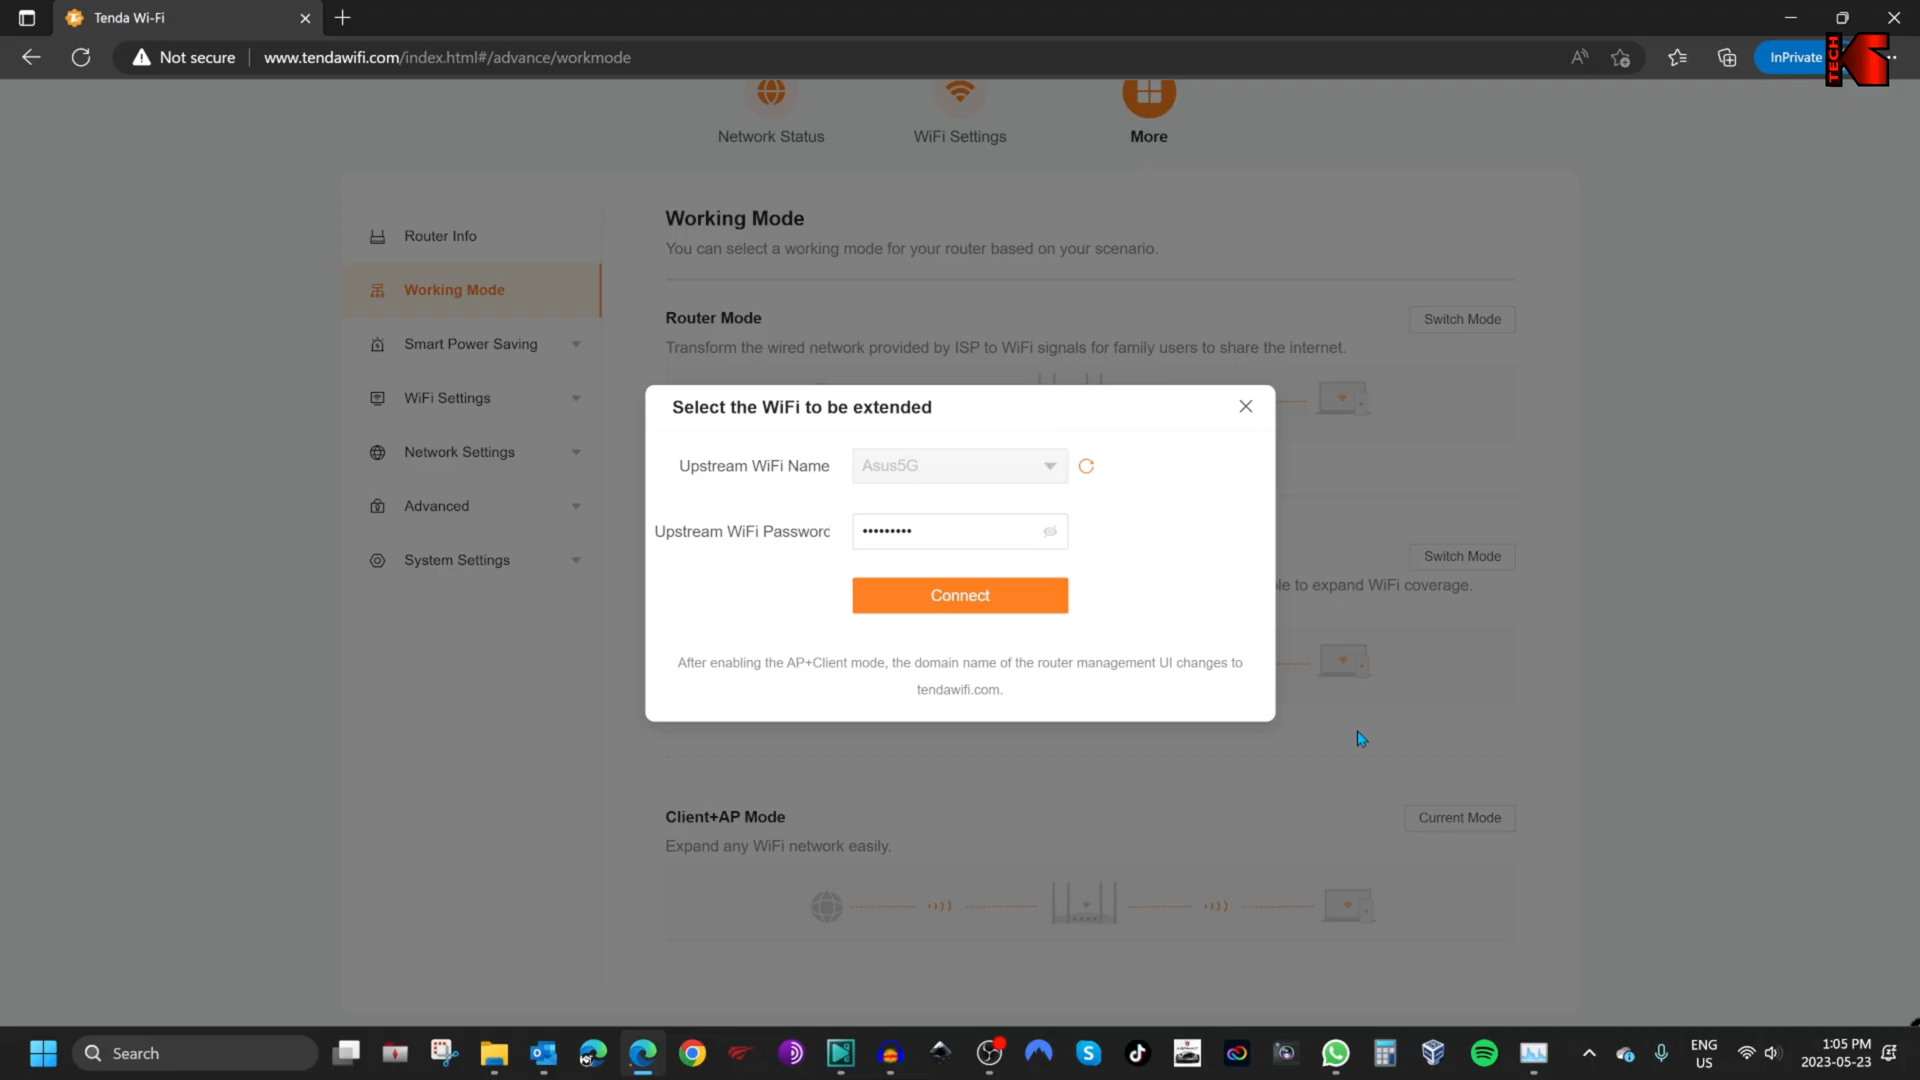 Tenda Wi-Fi
Not secure
www.tendawifi.com/index.html#/advance/workmode
InPrivate
TECH
Network Status
WiFi Settings
More
Router Info
Working Mode
Smart Power Saving
WiFi Settings
Network Settings
Advanced
System Settings
Working Mode
You can select a working mode for your router based on your scenario.
Router Mode
Switch Mode
Transform the wired network provided by ISP to WiFi signals for family users to share the internet.
Select the WiFi to be extended
Upstream WiFi Name
Asus5G
Upstream WiFi Password
•••••••••
Connect
After enabling the AP+Client mode, the domain name of the router management UI changes to
tendawifi.com.
Switch Mode
le to expand WiFi coverage.
Client+AP Mode
Current Mode
Expand any WiFi network easily.
Search
ENG
US
1:05 PM
2023-05-23